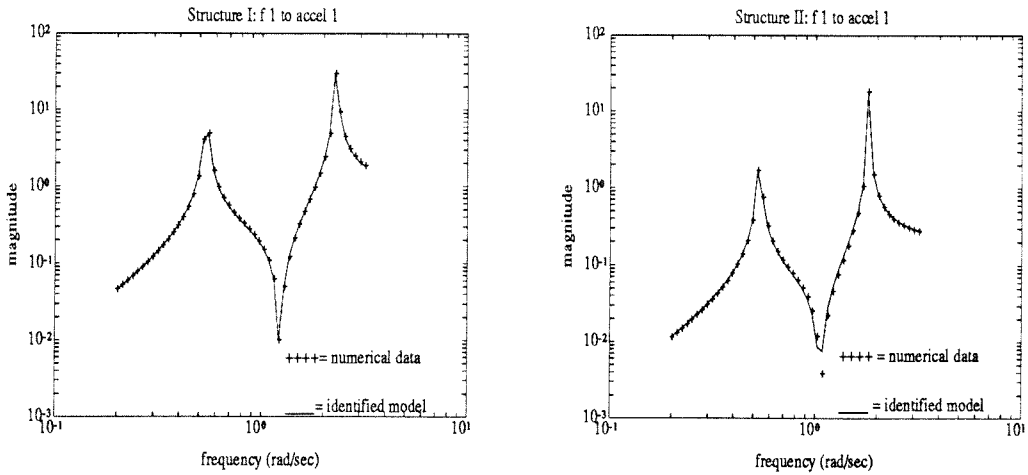 Structure I: f 1 to accel 1
magnitude
10²
10¹
10⁰
10⁻¹
10⁻²
10⁻³
++++= numerical data
= identified model
10⁻¹
10⁰
10¹
frequency (rad/sec)
Structure II: f 1 to accel 1
magnitude
10²
10¹
10⁰
10⁻¹
10⁻²
10⁻³
++++= numerical data
= identified model
10⁻¹
10⁰
10¹
frequency (rad/sec)